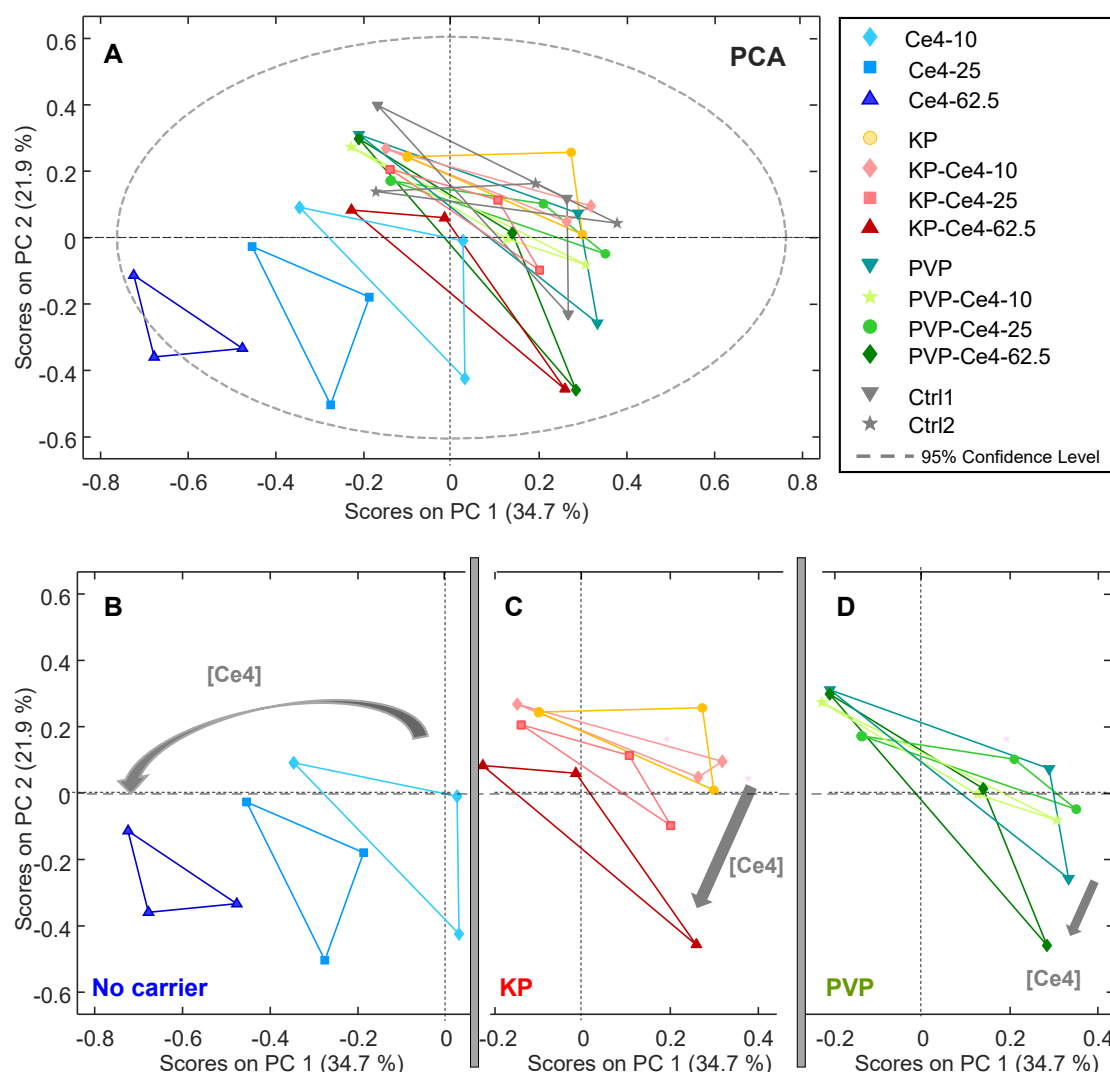 A
PCA
0.6
0.4
0.2
0
-0.2
-0.4
-0.6
Scores on PC 2 (21.9 %)
-0.8
-0.6
-0.4
-0.2
0
0.2
0.4
0.6
0.8
Scores on PC 1 (34.7 %)
Ce4-10
Ce4-25
Ce4-62.5
KP
KP-Ce4-10
KP-Ce4-25
KP-Ce4-62.5
PVP
PVP-Ce4-10
PVP-Ce4-25
PVP-Ce4-62.5
Ctrl1
Ctrl2
95% Confidence Level
B
[Ce4]
No carrier
0.6
0.4
0.2
0
-0.2
-0.4
-0.6
Scores on PC 2 (21.9 %)
-0.8
-0.6
-0.4
-0.2
0
Scores on PC 1 (34.7 %)
C
[Ce4]
KP
0
0.2
0.4
Scores on PC 1 (34.7 %)
D
[Ce4]
PVP
-0.2
0
0.2
0.4
Scores on PC 1 (34.7 %)